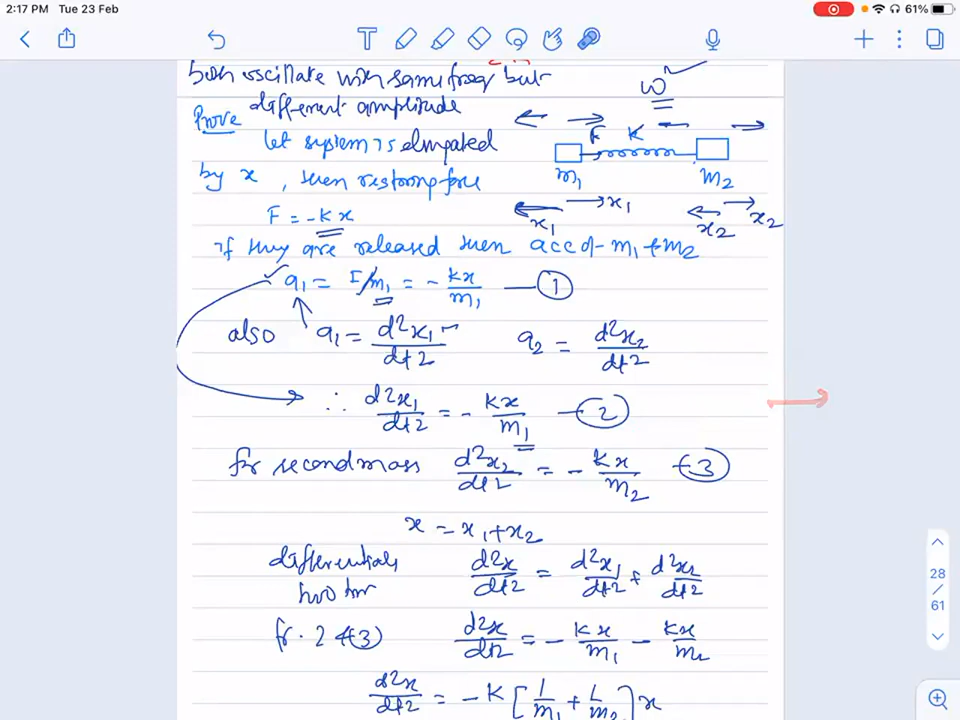 2:17 PM Tue 23 Feb
61%
both oscillate with same freq but
ω
Prove different amplitude
F K
let system is elongated
m1 m2
by x, then restoring force
x1 x1 x2 x2
F = -Kx
if they are released then acc of m1 & m2
a1 = F/m1 = - Kx/m1 — 1
also a1 = d2x1/dt2 a2 = d2x2/dt2
∴ d2x1/dt2 = - Kx/m1 — 2
for second mass d2x2/dt2 = - Kx/m2 — 3
x = x1 + x2
d2x/dt2 = d2x1/dt2 + d2x2/dt2
two
28
/
61
fr. 2 & 3 d2x/dt2 = - Kx/m1 - Kx/m2
d2x/dt2 = - K [1/m1 + 1/m2] x